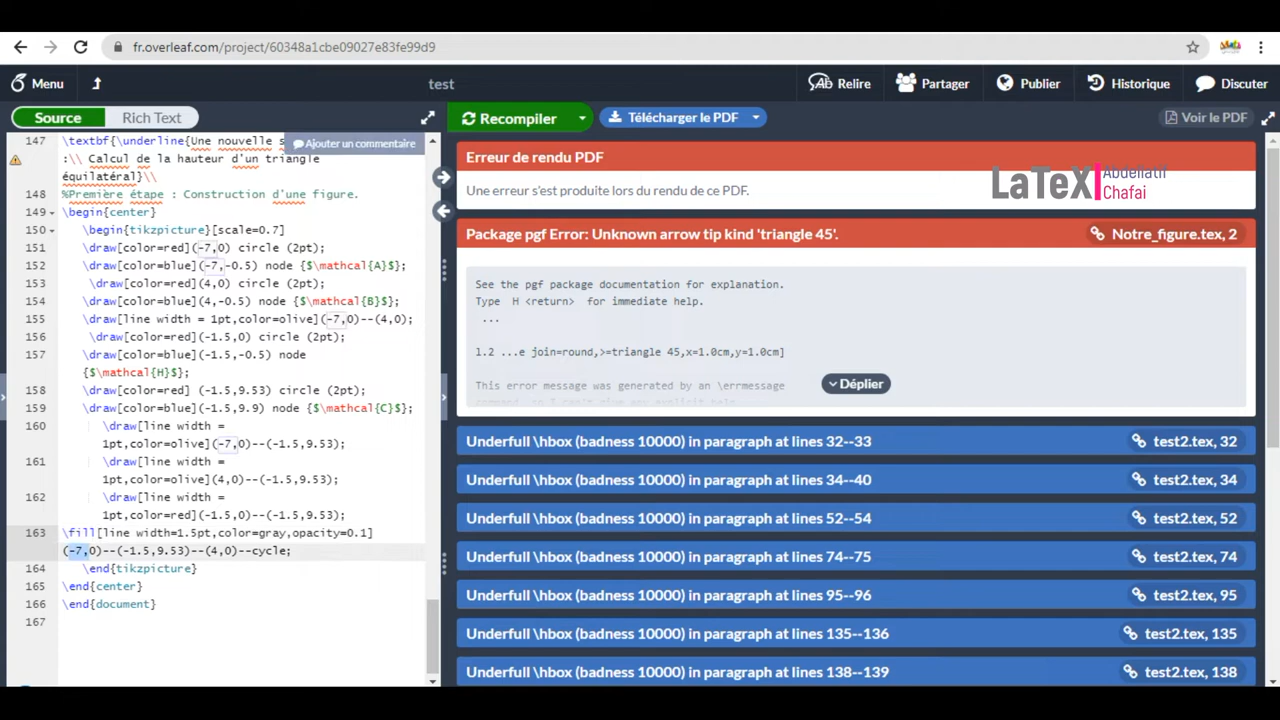 fr.overleaf.com/project/60348a1cbe09027e83fe99d9
Menu
test
Relire
Partager
Publier
Historique
Discuter
Source
Rich Text
Recompiler
Télécharger le PDF
Voir le PDF
147 \textbf{\underline{Une nouvelle s
Ajouter un commentaire
:\\ Calcul de la hauteur d'un triangle
équilatéral}\\
148 %Première étape : Construction d'une figure.
149 \begin{center}
150 \begin{tikzpicture}[scale=0.7]
151 \draw[color=red](-7,0) circle (2pt);
152 \draw[color=blue](-7,-0.5) node {$\mathcal{A}$};
153 \draw[color=red](4,0) circle (2pt);
154 \draw[color=blue](4,-0.5) node {$\mathcal{B}$};
155 \draw[line width = 1pt,color=olive](-7,0)--(4,0);
156 \draw[color=red](-1.5,0) circle (2pt);
157 \draw[color=blue](-1.5,-0.5) node
{$\mathcal{H}$};
158 \draw[color=red] (-1.5,9.53) circle (2pt);
159 \draw[color=blue](-1.5,9.9) node {$\mathcal{C}$};
160 \draw[line width =
1pt,color=olive](-7,0)--(-1.5,9.53);
161 \draw[line width =
1pt,color=olive](4,0)--(-1.5,9.53);
162 \draw[line width =
1pt,color=red](-1.5,0)--(-1.5,9.53);
163 \fill[line width=1.5pt,color=gray,opacity=0.1]
(-7,0)--(-1.5,9.53)--(4,0)--cycle;
164 \end{tikzpicture}
165 \end{center}
166 \end{document}
167
Erreur de rendu PDF
Une erreur s'est produite lors du rendu de ce PDF.
LaTeX
Abdellatif
Chafai
Package pgf Error: Unknown arrow tip kind 'triangle 45'.
Notre_figure.tex, 2
See the pgf package documentation for explanation.
Type H <return> for immediate help.
...
l.2 ...e join=round,>=triangle 45,x=1.0cm,y=1.0cm]
This error message was generated by an \errmessage
command, so I can't give any explicit help.
Déplier
Underfull \hbox (badness 10000) in paragraph at lines 32--33
test2.tex, 32
Underfull \hbox (badness 10000) in paragraph at lines 34--40
test2.tex, 34
Underfull \hbox (badness 10000) in paragraph at lines 52--54
test2.tex, 52
Underfull \hbox (badness 10000) in paragraph at lines 74--75
test2.tex, 74
Underfull \hbox (badness 10000) in paragraph at lines 95--96
test2.tex, 95
Underfull \hbox (badness 10000) in paragraph at lines 135--136
test2.tex, 135
Underfull \hbox (badness 10000) in paragraph at lines 138--139
test2.tex, 138